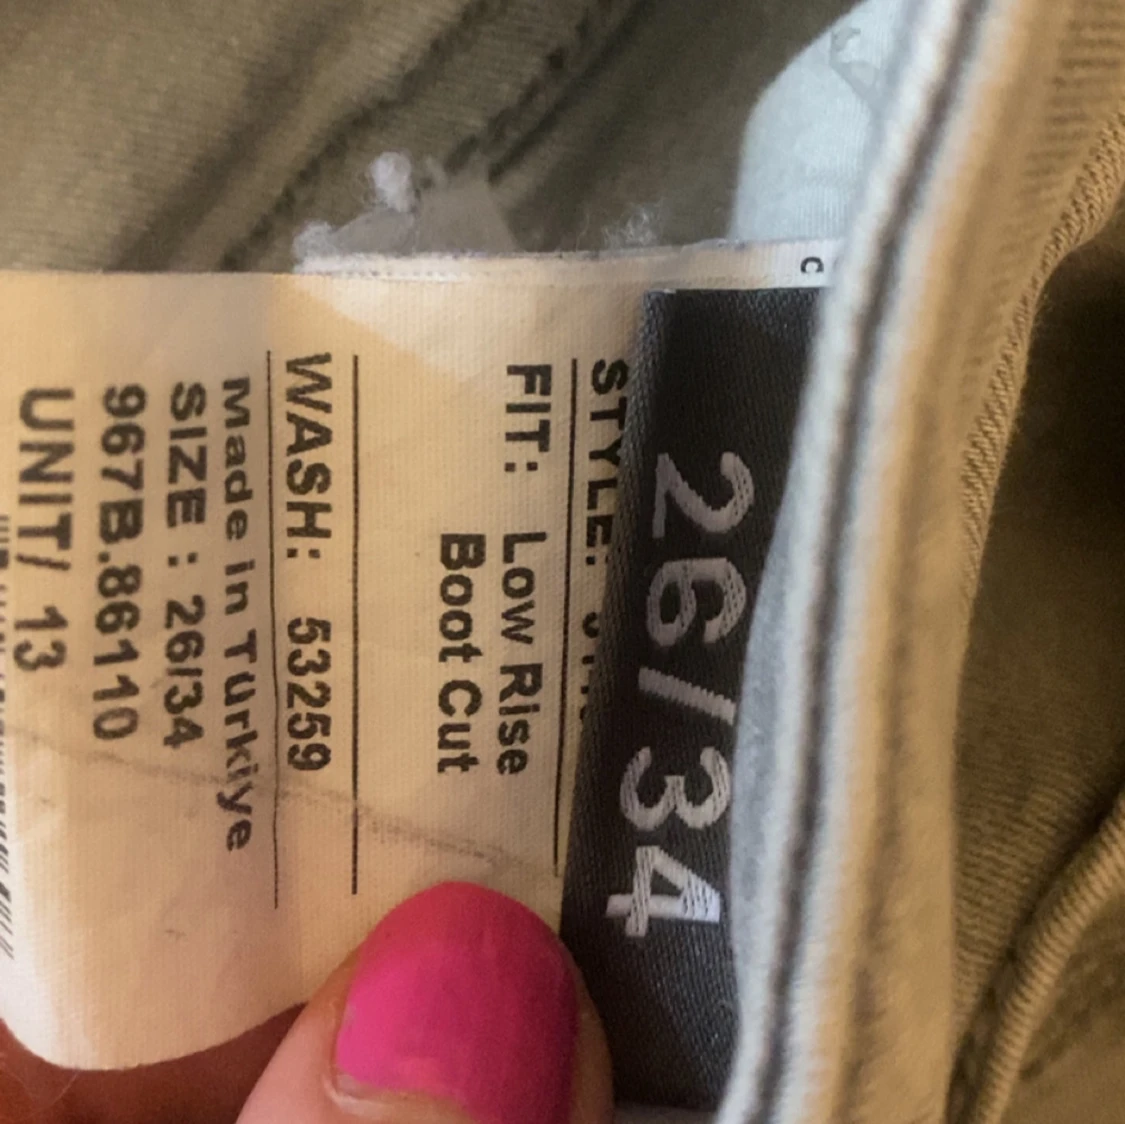 26/34
STYLE:
FIT: Low Rise
Boot Cut
WASH: 53259
Made in Turkiye
SIZE : 26/34
967B.86110
UNIT/ 13